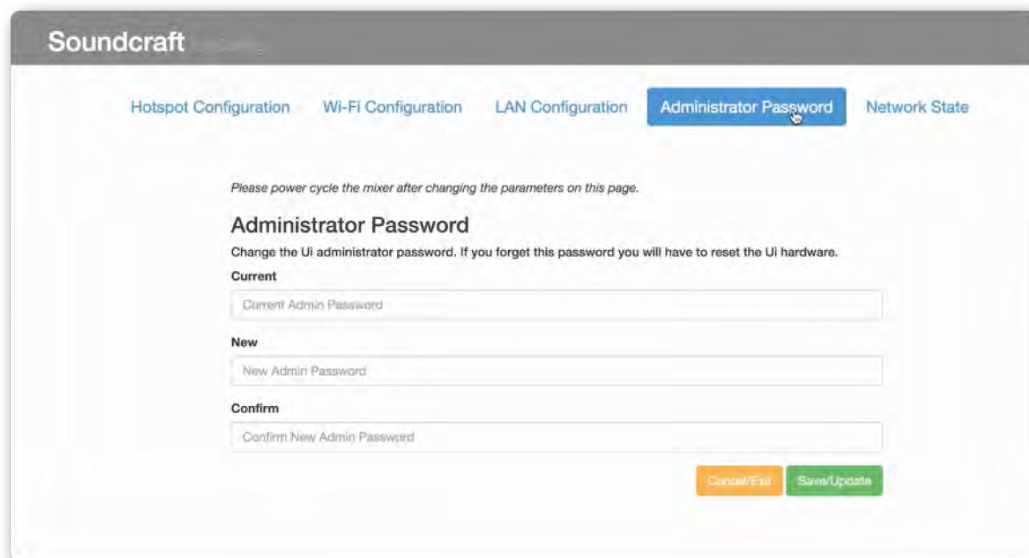 Soundcraft
Hotspot Configuration Wi-Fi Configuration LAN Configuration Administrator Password Network State
Please power cycle the mixer after changing the parameters on this page.
Administrator Password
Change the Ui administrator password. If you forget this password you will have to reset the Ui hardware.
Current
Current Admin Password
New
New Admin Password
Confirm
Confirm New Admin Password
Cancel/Exit Save/Update